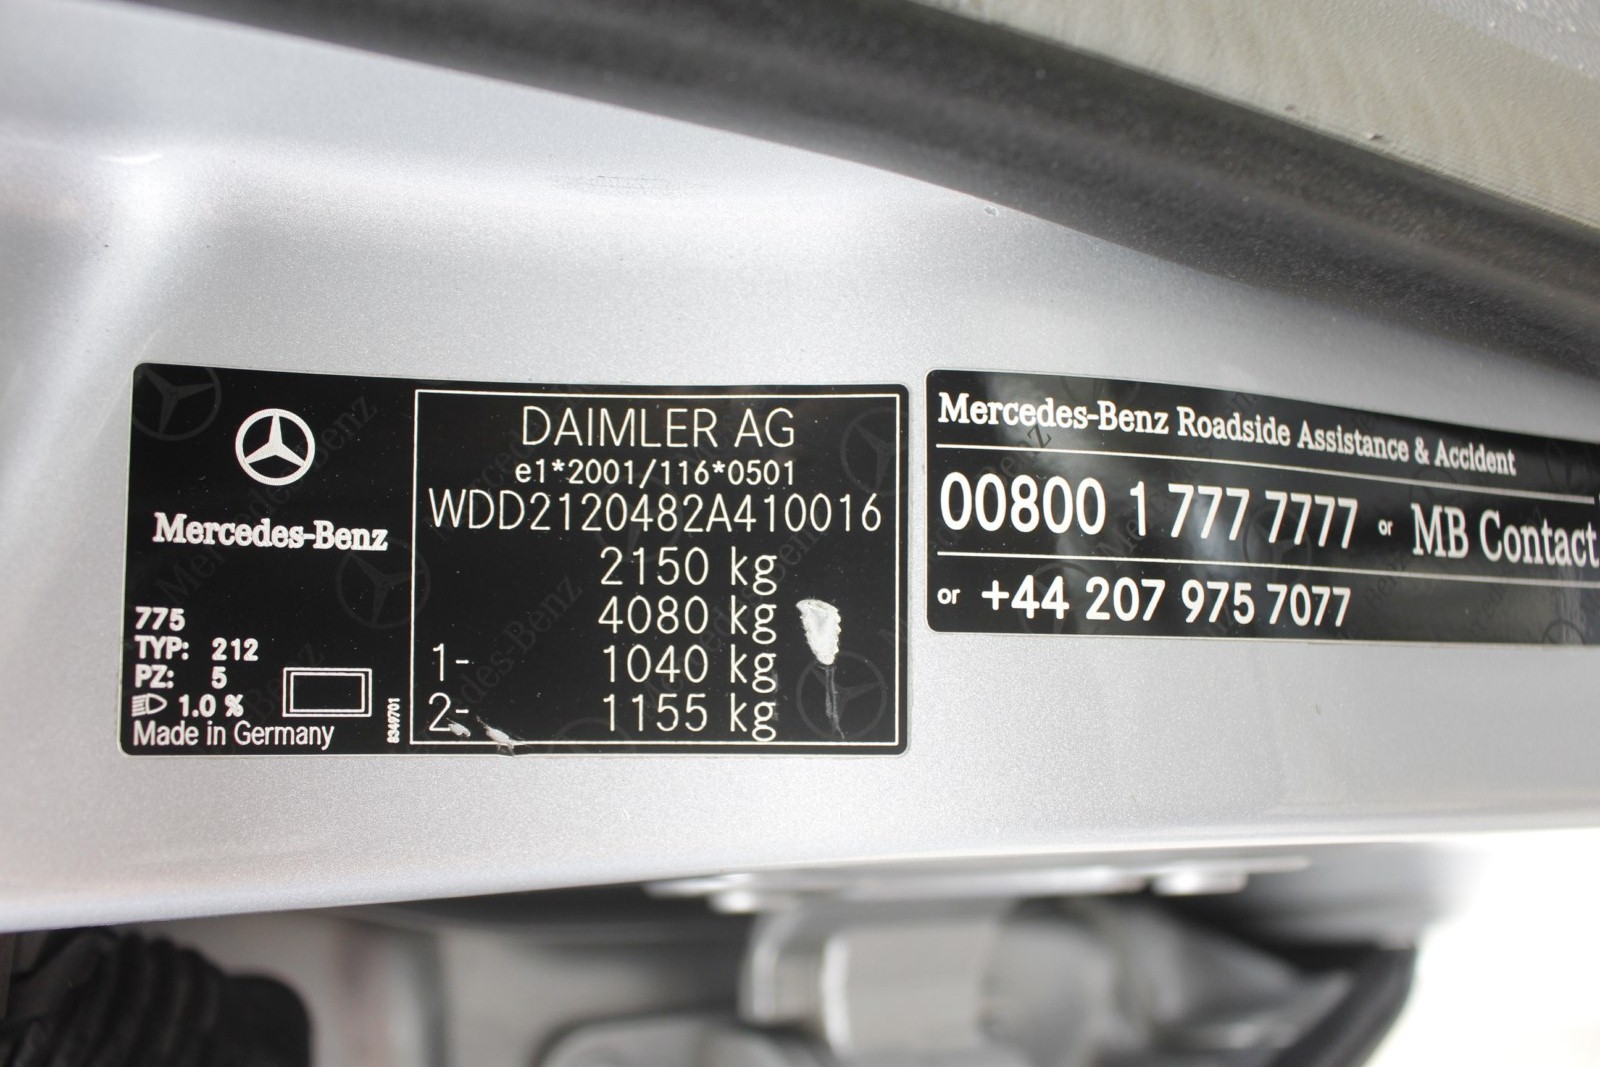 Mercedes-Benz
775
TYP: 212
PZ: 5
1.0 %
Made in Germany
8349701
DAIMLER AG
e1*2001/116*0501
WDD2120482A410016
2150 kg
4080 kg
1- 1040 kg
2- 1155 kg
Mercedes-Benz Roadside Assistance & Accident
00800 1 777 7777 or MB Contact
or +44 207 975 7077